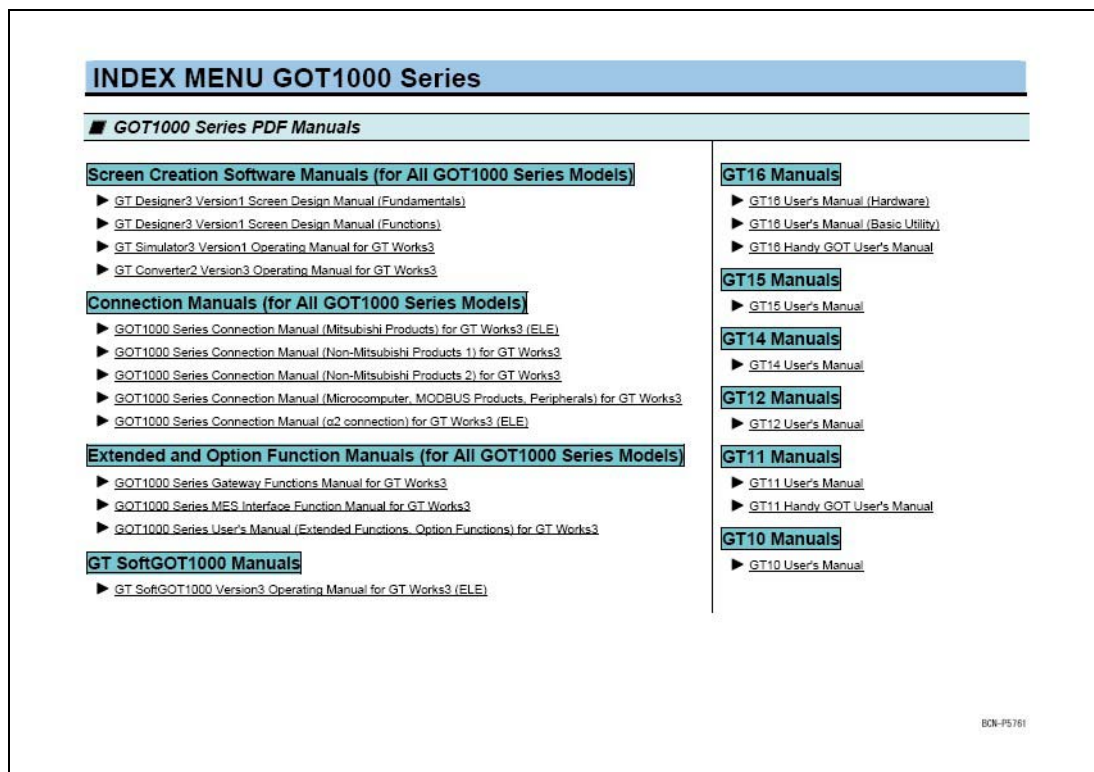 INDEX MENU GOT1000 Series
GOT1000 Series PDF Manuals
Screen Creation Software Manuals (for All GOT1000 Series Models)
GT Designer3 Version1 Screen Design Manual (Fundamentals)
GT Designer3 Version1 Screen Design Manual (Functions)
GT Simulator3 Version1 Operating Manual for GT Works3
GT Converter2 Version3 Operating Manual for GT Works3
Connection Manuals (for All GOT1000 Series Models)
GOT1000 Series Connection Manual (Mitsubishi Products) for GT Works3 (ELE)
GOT1000 Series Connection Manual (Non-Mitsubishi Products 1) for GT Works3
GOT1000 Series Connection Manual (Non-Mitsubishi Products 2) for GT Works3
GOT1000 Series Connection Manual (Microcomputer, MODBUS Products, Peripherals) for GT Works3
GOT1000 Series Connection Manual (α2 connection) for GT Works3 (ELE)
Extended and Option Function Manuals (for All GOT1000 Series Models)
GOT1000 Series Gateway Functions Manual for GT Works3
GOT1000 Series MES Interface Function Manual for GT Works3
GOT1000 Series User's Manual (Extended Functions, Option Functions) for GT Works3
GT SoftGOT1000 Manuals
GT SoftGOT1000 Version3 Operating Manual for GT Works3 (ELE)
GT16 Manuals
GT16 User's Manual (Hardware)
GT16 User's Manual (Basic Utility)
GT16 Handy GOT User's Manual
GT15 Manuals
GT15 User's Manual
GT14 Manuals
GT14 User's Manual
GT12 Manuals
GT12 User's Manual
GT11 Manuals
GT11 User's Manual
GT11 Handy GOT User's Manual
GT10 Manuals
GT10 User's Manual
BCN-P5761